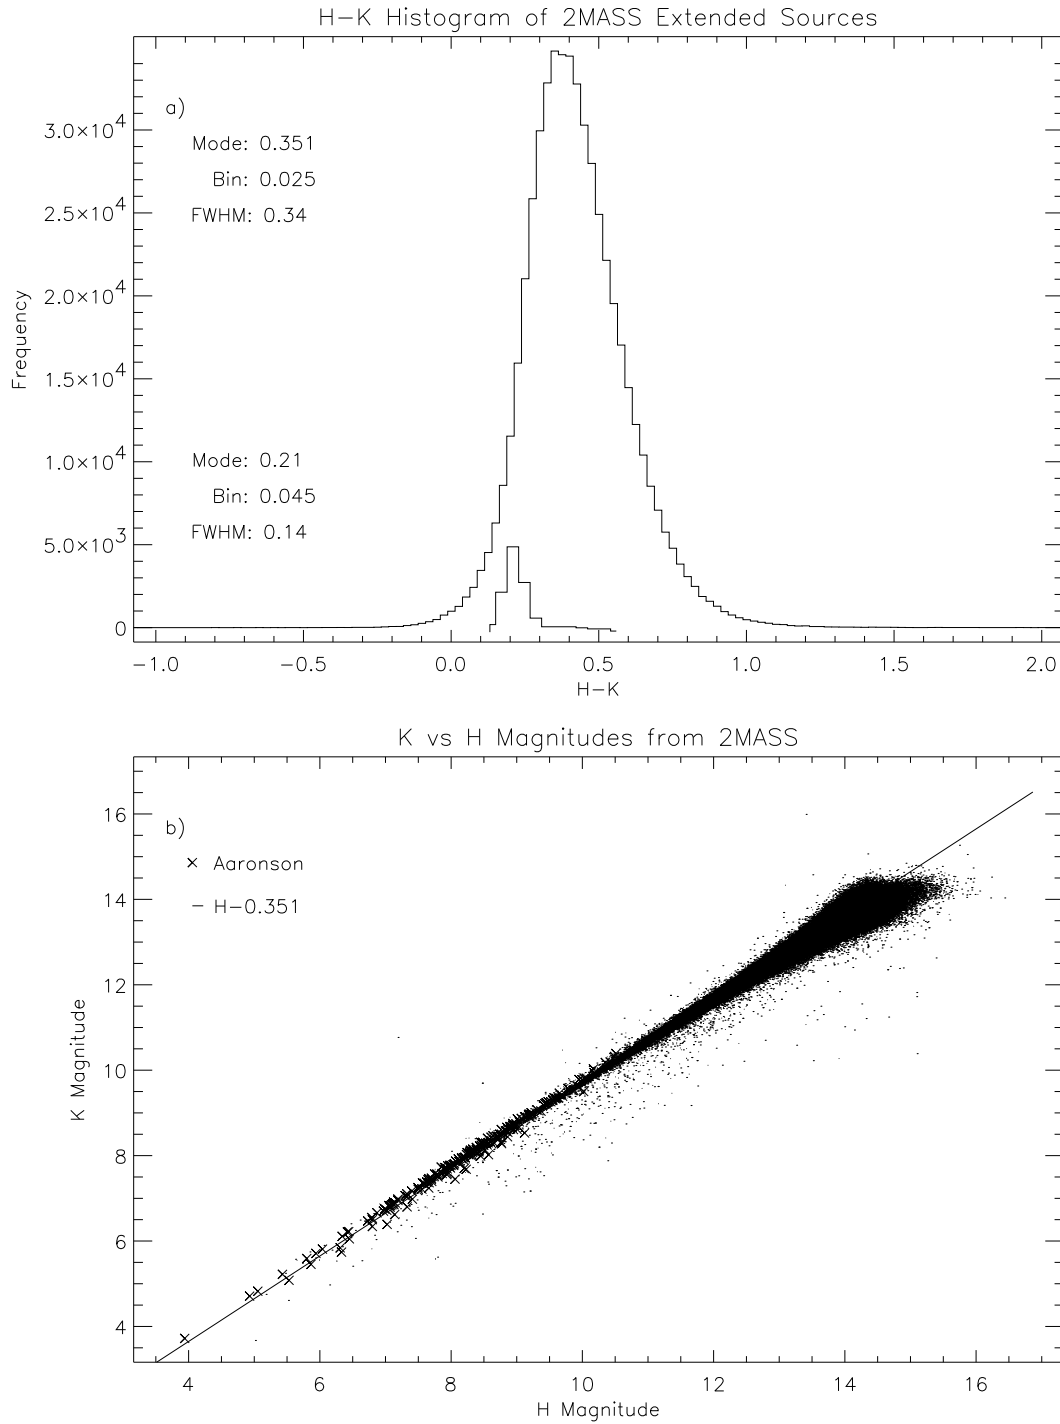 H−K Histogram of 2MASS Extended Sources
a)
Mode: 0.351
Bin: 0.025
FWHM: 0.34
Mode: 0.21
Bin: 0.045
FWHM: 0.14
Frequency
3.0×10⁴
2.5×10⁴
2.0×10⁴
1.5×10⁴
1.0×10⁴
5.0×10³
0
−1.0 −0.5 0.0 0.5 1.0 1.5 2.0
H−K
K vs H Magnitudes from 2MASS
b)
× Aaronson
− H−0.351
K Magnitude
16
14
12
10
8
6
4
4 6 8 10 12 14 16
H Magnitude